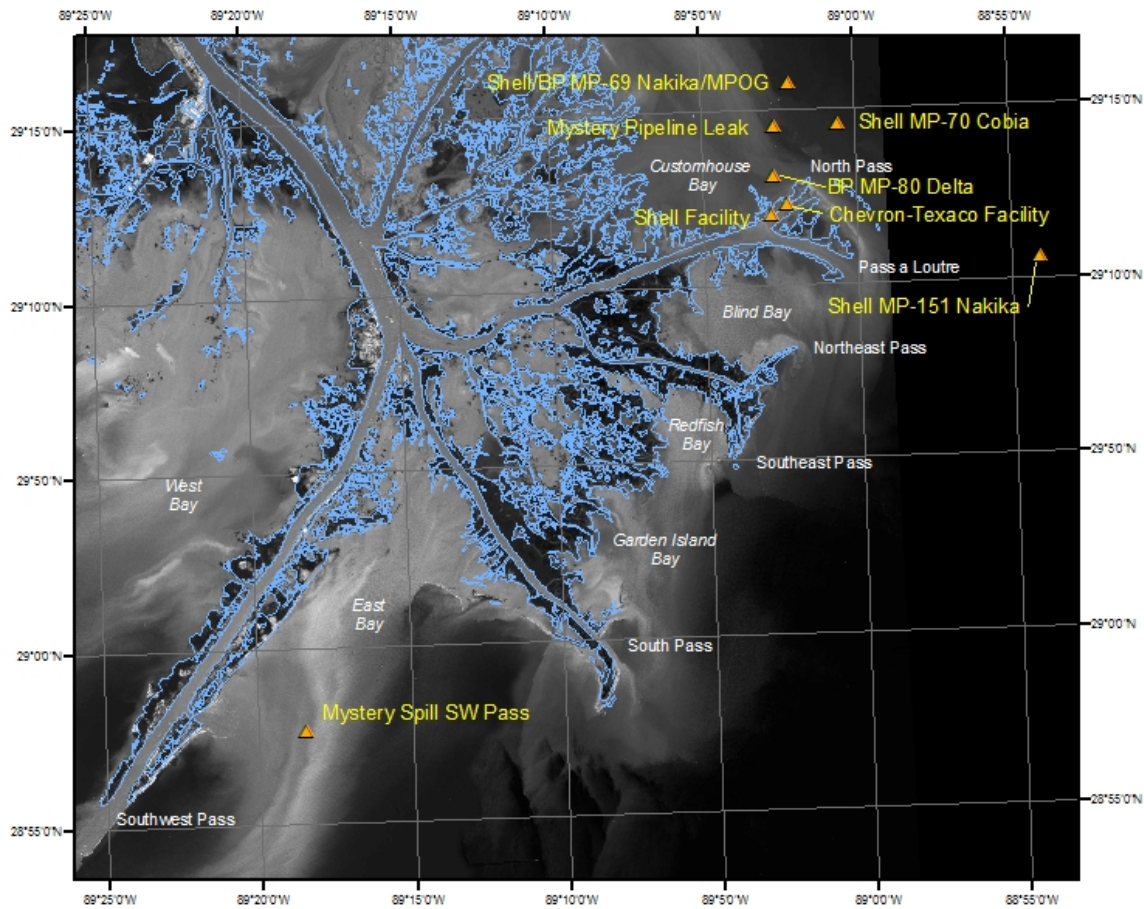 89°25'0"W 89°20'0"W 89°15'0"W 89°10'0"W 89°5'0"W 89°0'0"W 88°55'0"W
Shell/BP MP-69 Nakika/MPOG
29°15'0"N
Shell MP-70 Cobia
Mystery Pipeline Leak
29°15'0"N
Customhouse
Bay
North Pass
BP MP-80 Delta
Shell Facility
Chevron-Texaco Facility
Pass a Loutre
29°10'0"N
Shell MP-151 Nakika
29°10'0"N
Blind Bay
Northeast Pass
Redfish
Bay
29°5'0"N
Southeast Pass
29°5'0"N
West
Bay
Garden Island
Bay
East
Bay
29°0'0"N
South Pass
29°0'0"N
Mystery Spill SW Pass
28°55'0"N
Southwest Pass
28°55'0"N
89°25'0"W 89°20'0"W 89°15'0"W 89°10'0"W 89°5'0"W 89°0'0"W 88°55'0"W